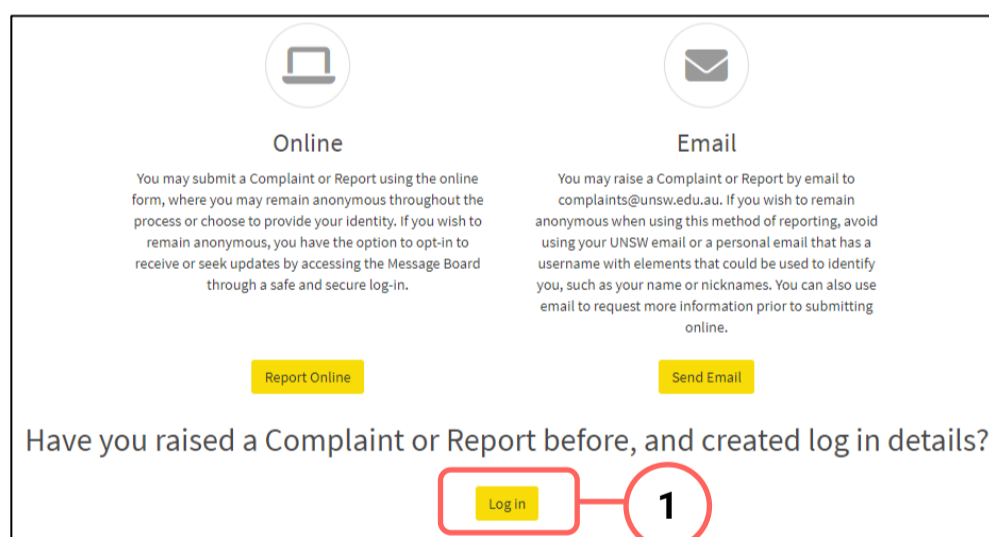 Online
You may submit a Complaint or Report using the online
form, where you may remain anonymous throughout the
process or choose to provide your identity. If you wish to
remain anonymous, you have the option to opt-in to
receive or seek updates by accessing the Message Board
through a safe and secure log-in.
Report Online
Email
You may raise a Complaint or Report by email to
complaints@unsw.edu.au. If you wish to remain
anonymous when using this method of reporting, avoid
using your UNSW email or a personal email that has a
username with elements that could be used to identify
you, such as your name or nicknames. You can also use
email to request more information prior to submitting
online.
Send Email
Have you raised a Complaint or Report before, and created log in details?
Log in
1